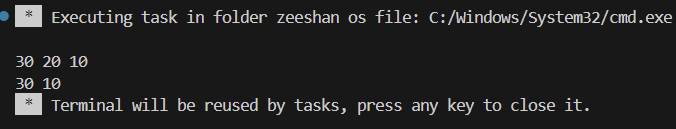 * Executing task in folder zeeshan os file: C:/Windows/System32/cmd.exe
30 20 10
30 10
* Terminal will be reused by tasks, press any key to close it.